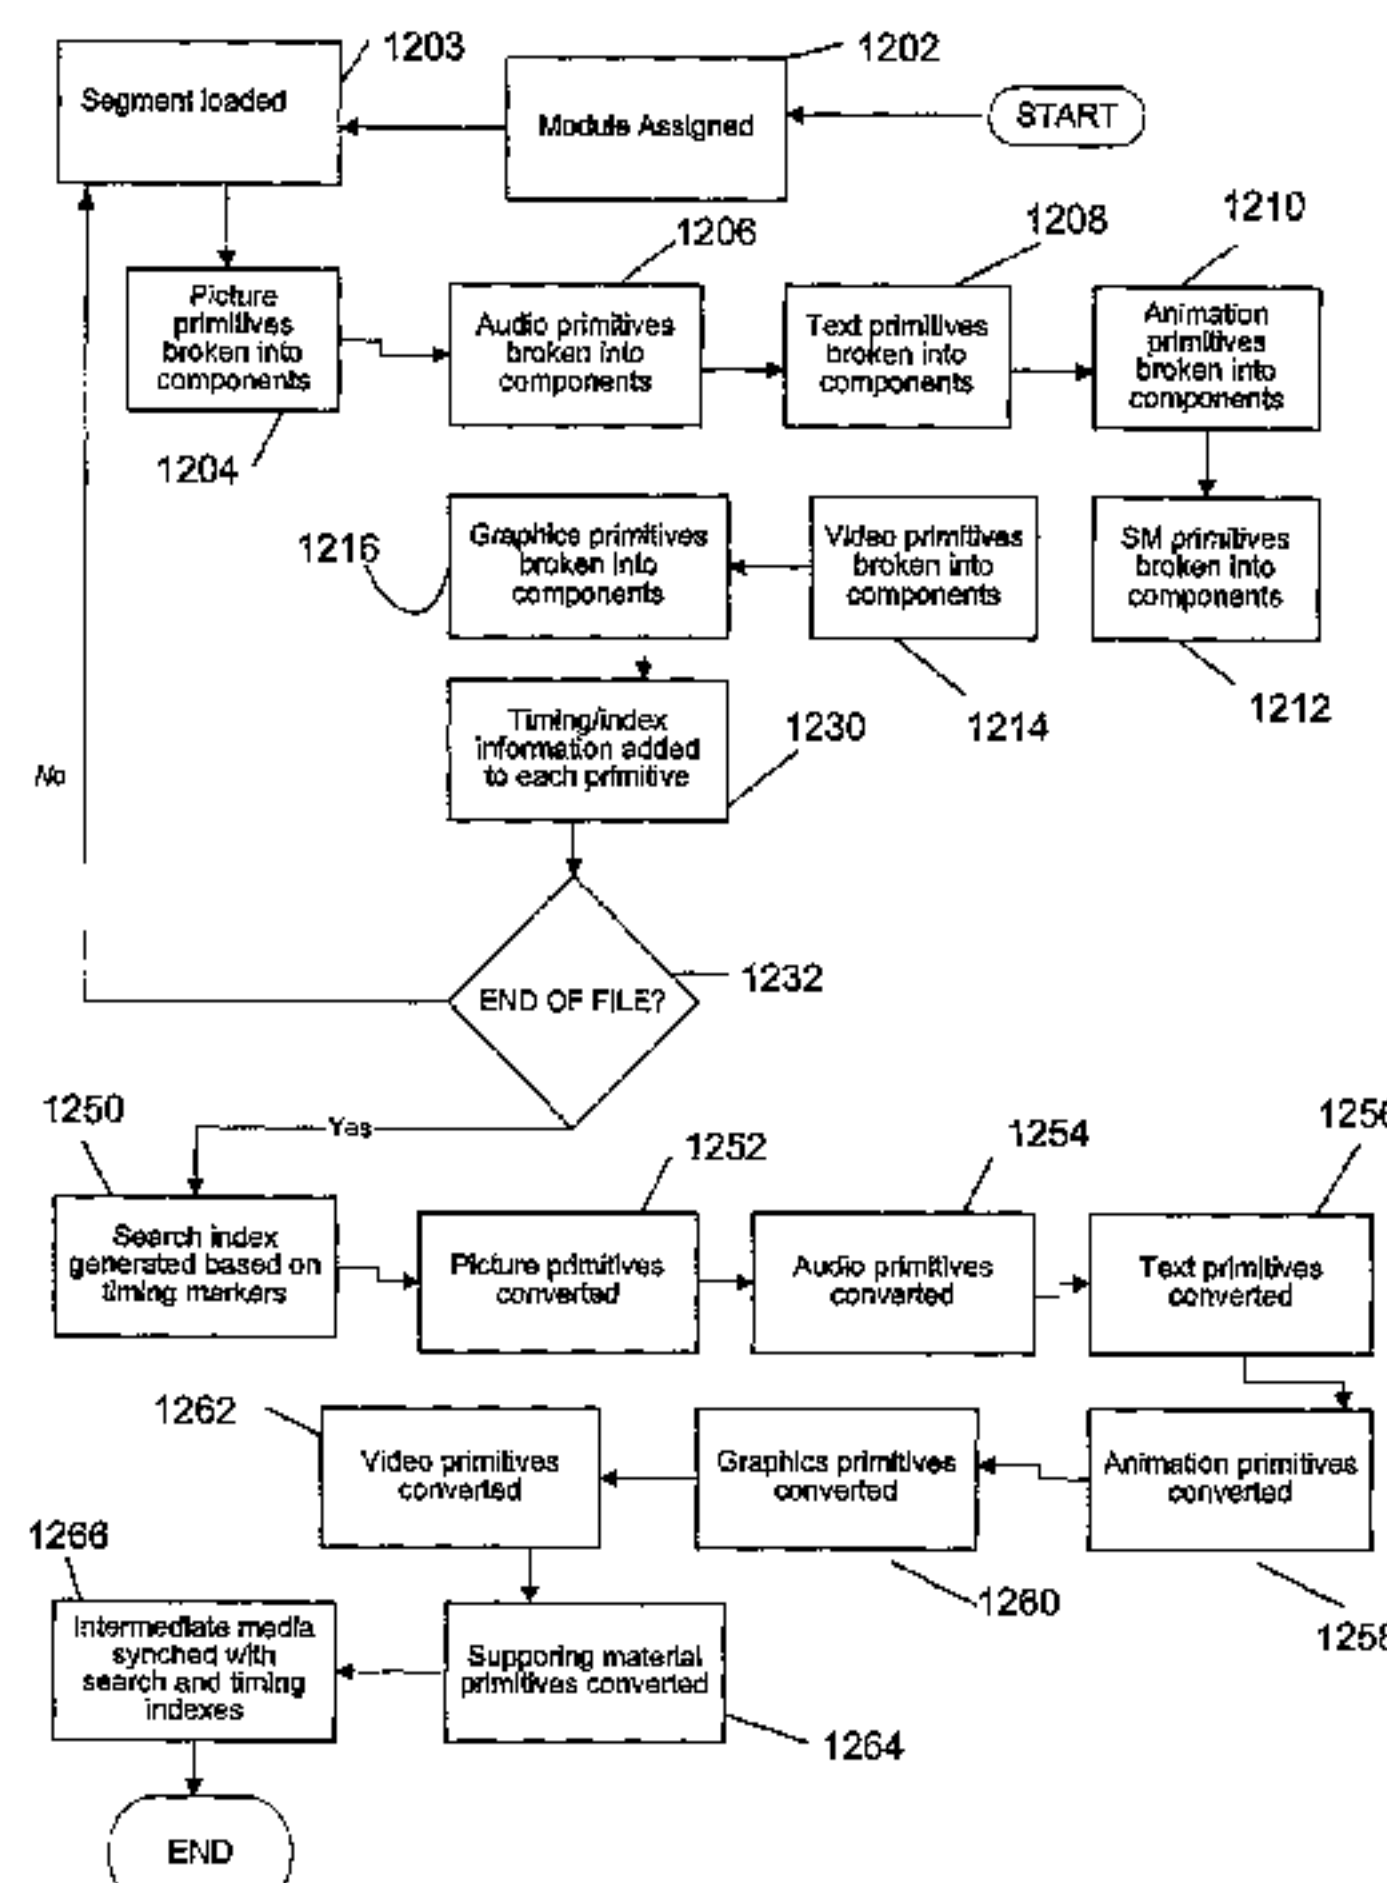 1203
1202
Segment loaded
Module Assigned
START
1206
1208
1210
Picture
primitives
broken into
components
Audio primitives
broken into
components
Text primitives
broken into
components
Animation
primitives
broken into
components
1204
1216
Graphics primitives
broken into
components
Video primitives
broken into
components
SM primitives
broken into
components
1214
1212
Timing/index
information added
to each primitive
1230
No
END OF FILE?
1232
Yes
1250
1252
1254
1256
Search index
generated based on
timing markers
Picture primitives
converted
Audio primitives
converted
Text primitives
converted
1262
Video primitives
converted
Graphics primitives
converted
Animation primitives
converted
1266
1260
1258
Intermediate media
synched with
search and timing
indexes
Supporing material
primitives converted
1264
END